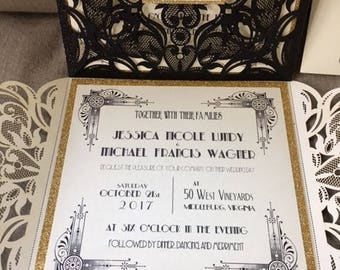 TOGETHER WITH THEIR FAMILIES
JESSICA NICOLE LUNDY
&
MICHAEL FRANCIS WAGNER
REQUEST THE PLEASURE OF YOUR COMPANY ON THEIR WEDDING DAY
SATURDAY
OCTOBER 21ST
2017
AT
50 WEST VINEYARDS
MIDDLEBURG, VIRGINIA
AT SIX O'CLOCK IN THE EVENING
FOLLOWED BY DINNER, DANCING, AND MERRIMENT